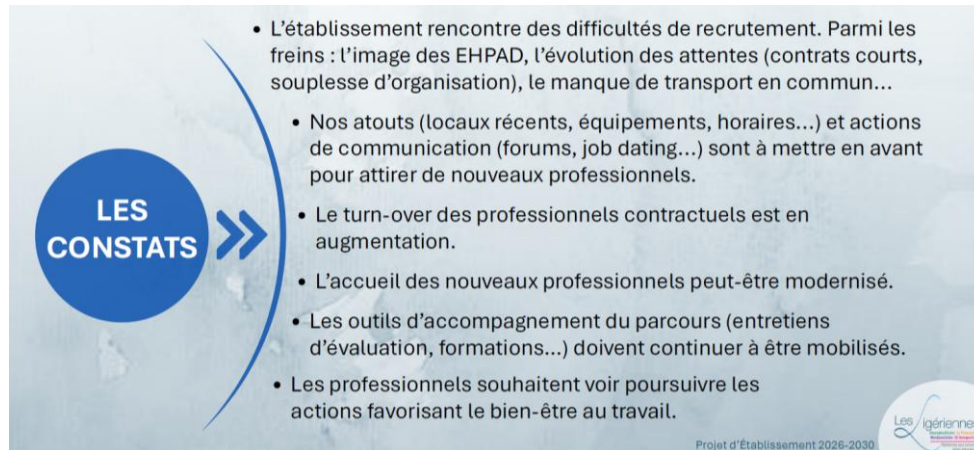 • L'établissement rencontre des difficultés de recrutement. Parmi les
freins : l'image des EHPAD, l'évolution des attentes (contrats courts,
souplesse d'organisation), le manque de transport en commun...
• Nos atouts (locaux récents, équipements, horaires...) et actions
de communication (forums, job dating...) sont à mettre en avant
pour attirer de nouveaux professionnels.
LES
CONSTATS
• Le turn-over des professionnels contractuels est en
augmentation.
• L'accueil des nouveaux professionnels peut-être modernisé.
• Les outils d'accompagnement du parcours (entretiens
d'évaluation, formations...) doivent continuer à être mobilisés.
• Les professionnels souhaitent voir poursuivre les
actions favorisant le bien-être au travail.
Les Ligériennes
Projet d'Établissement 2026-2030